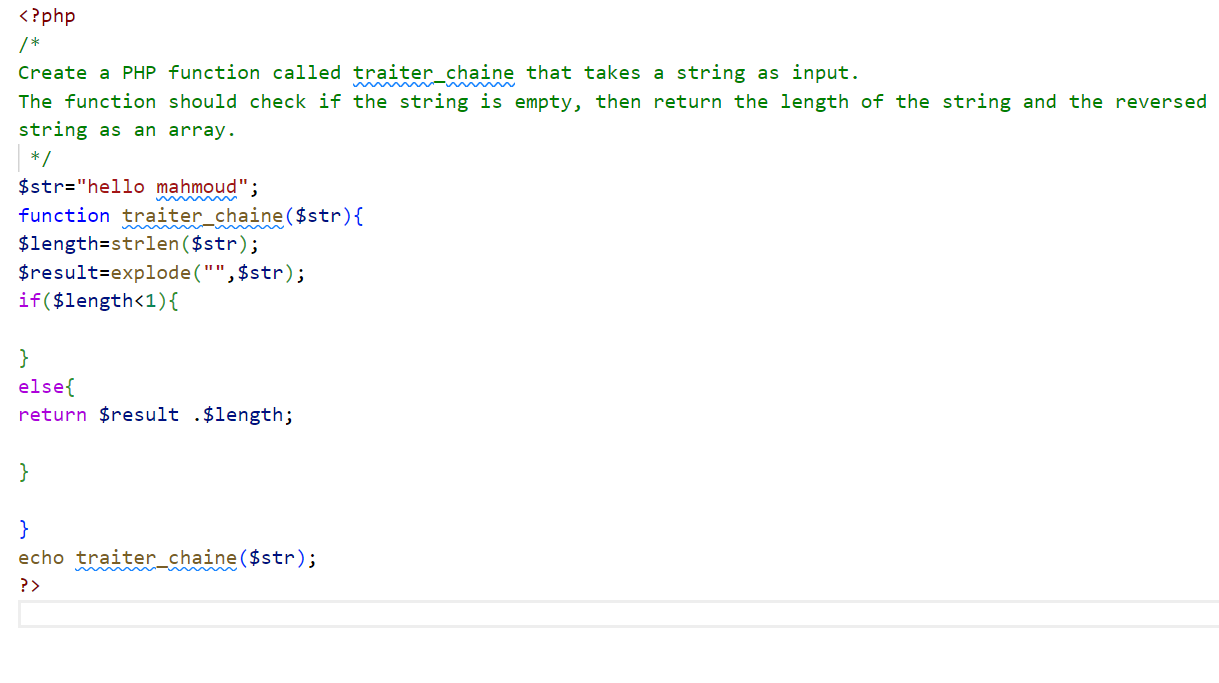 <?php
/*
Create a PHP function called traiter_chaine that takes a string as input.
The function should check if the string is empty, then return the length of the string and the reversed
string as an array.
*/
$str="hello mahmoud";
function traiter_chaine($str){
$length=strlen($str);
$result=explode("",$str);
if($length<1){
}
else{
return $result .$length;
}
}
echo traiter_chaine($str);
?>